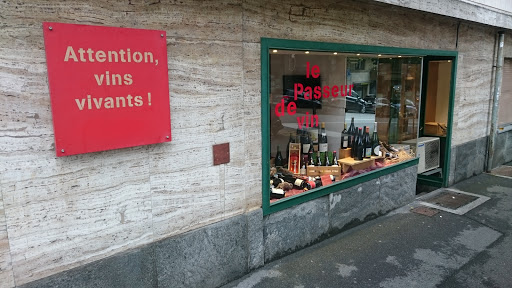 Attention,
vins
vivants !
le
Passeur
de
vin